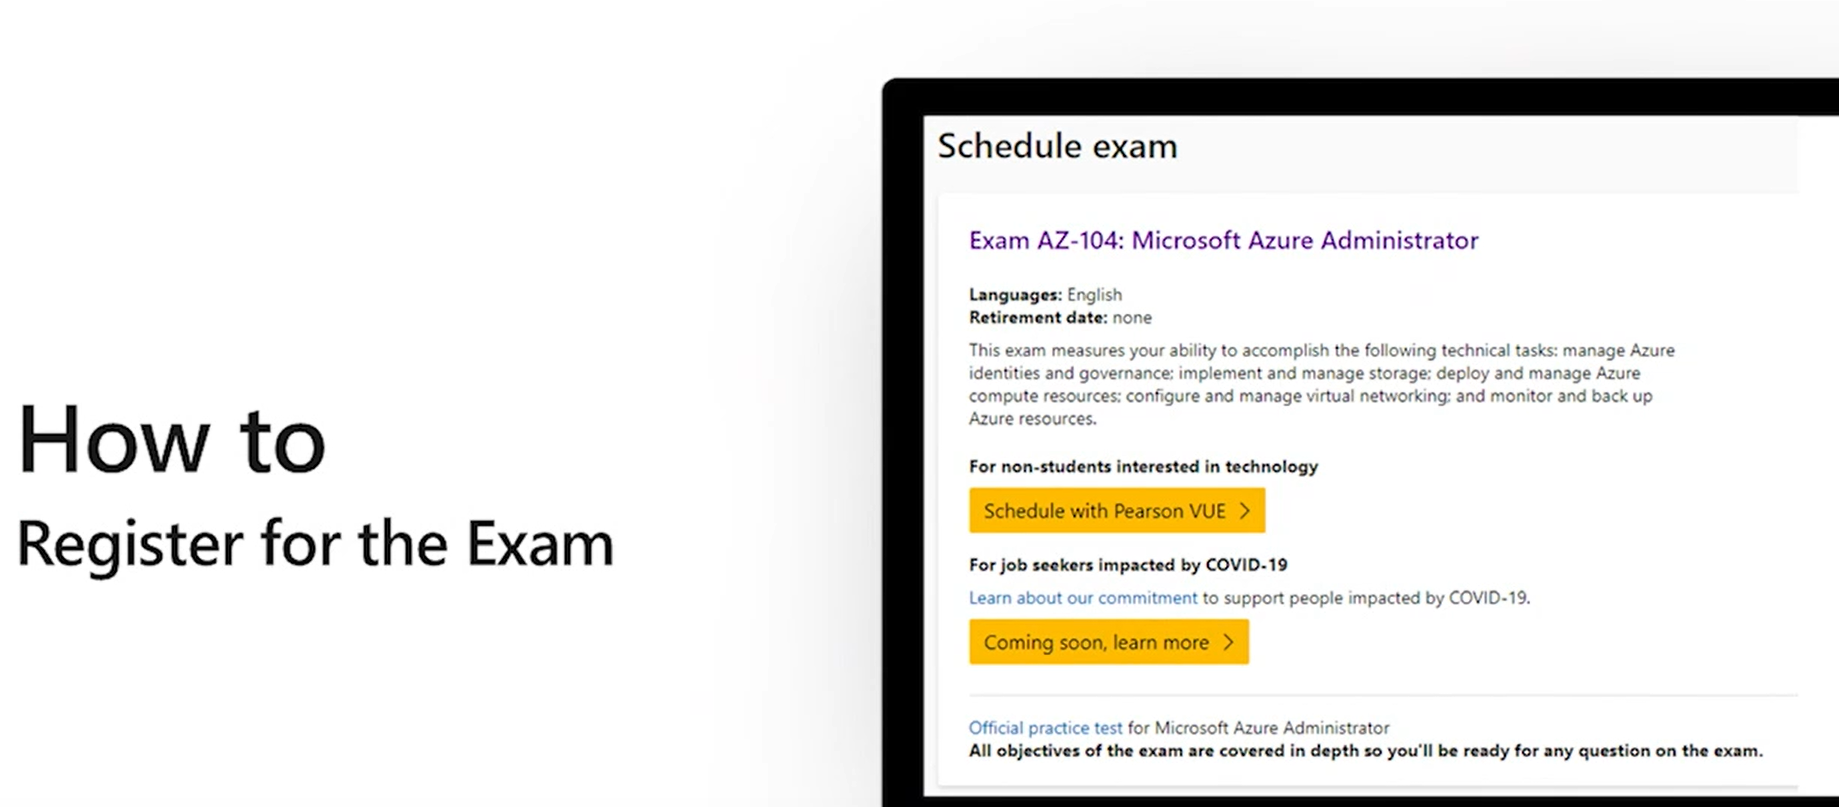 How to
Register for the Exam
Schedule exam
Exam AZ-104: Microsoft Azure Administrator
Languages: English
Retirement date: none
This exam measures your ability to accomplish the following technical tasks: manage Azure
identities and governance; implement and manage storage; deploy and manage Azure
compute resources; configure and manage virtual networking; and monitor and back up
Azure resources.
For non-students interested in technology
Schedule with Pearson VUE >
For job seekers impacted by COVID-19
Learn about our commitment to support people impacted by COVID-19.
Coming soon, learn more >
Official practice test for Microsoft Azure Administrator
All objectives of the exam are covered in depth so you'll be ready for any question on the exam.